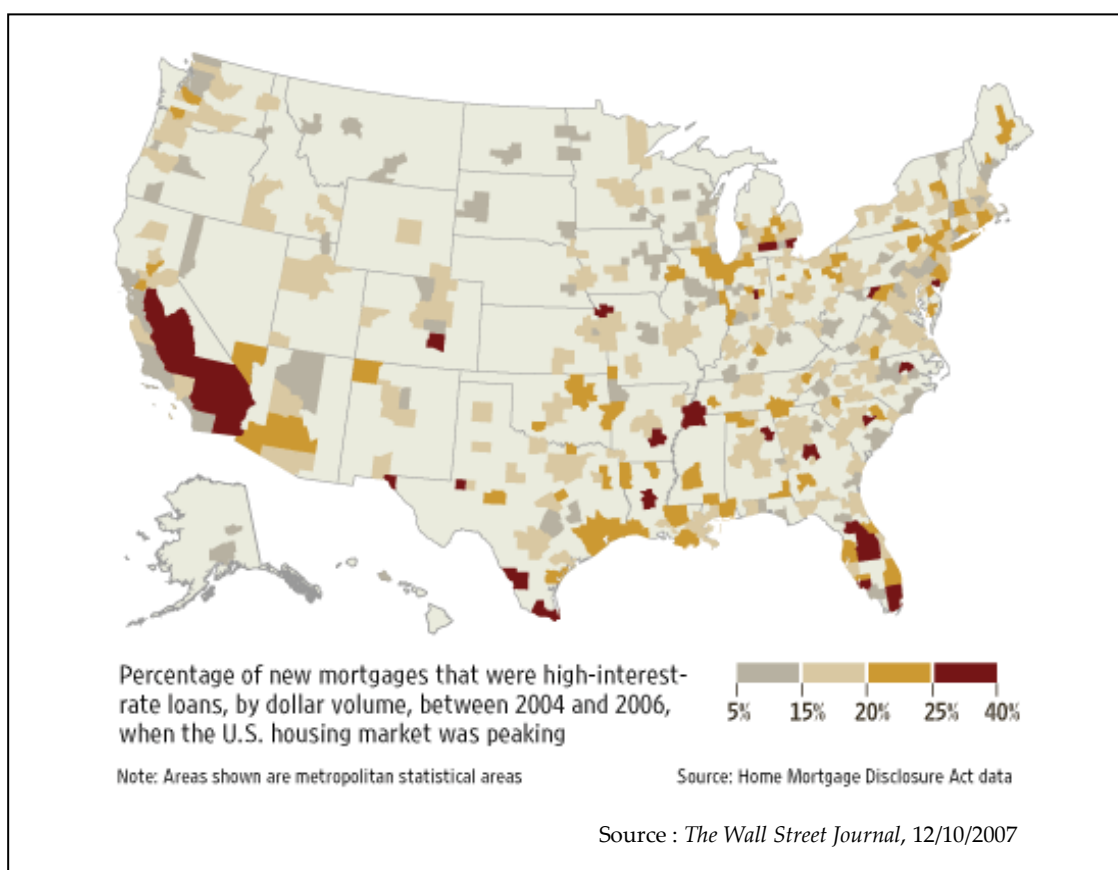 Percentage of new mortgages that were high-interest-
rate loans, by dollar volume, between 2004 and 2006,
when the U.S. housing market was peaking
5% 15% 20% 25% 40%
Note: Areas shown are metropolitan statistical areas
Source: Home Mortgage Disclosure Act data
Source : The Wall Street Journal, 12/10/2007